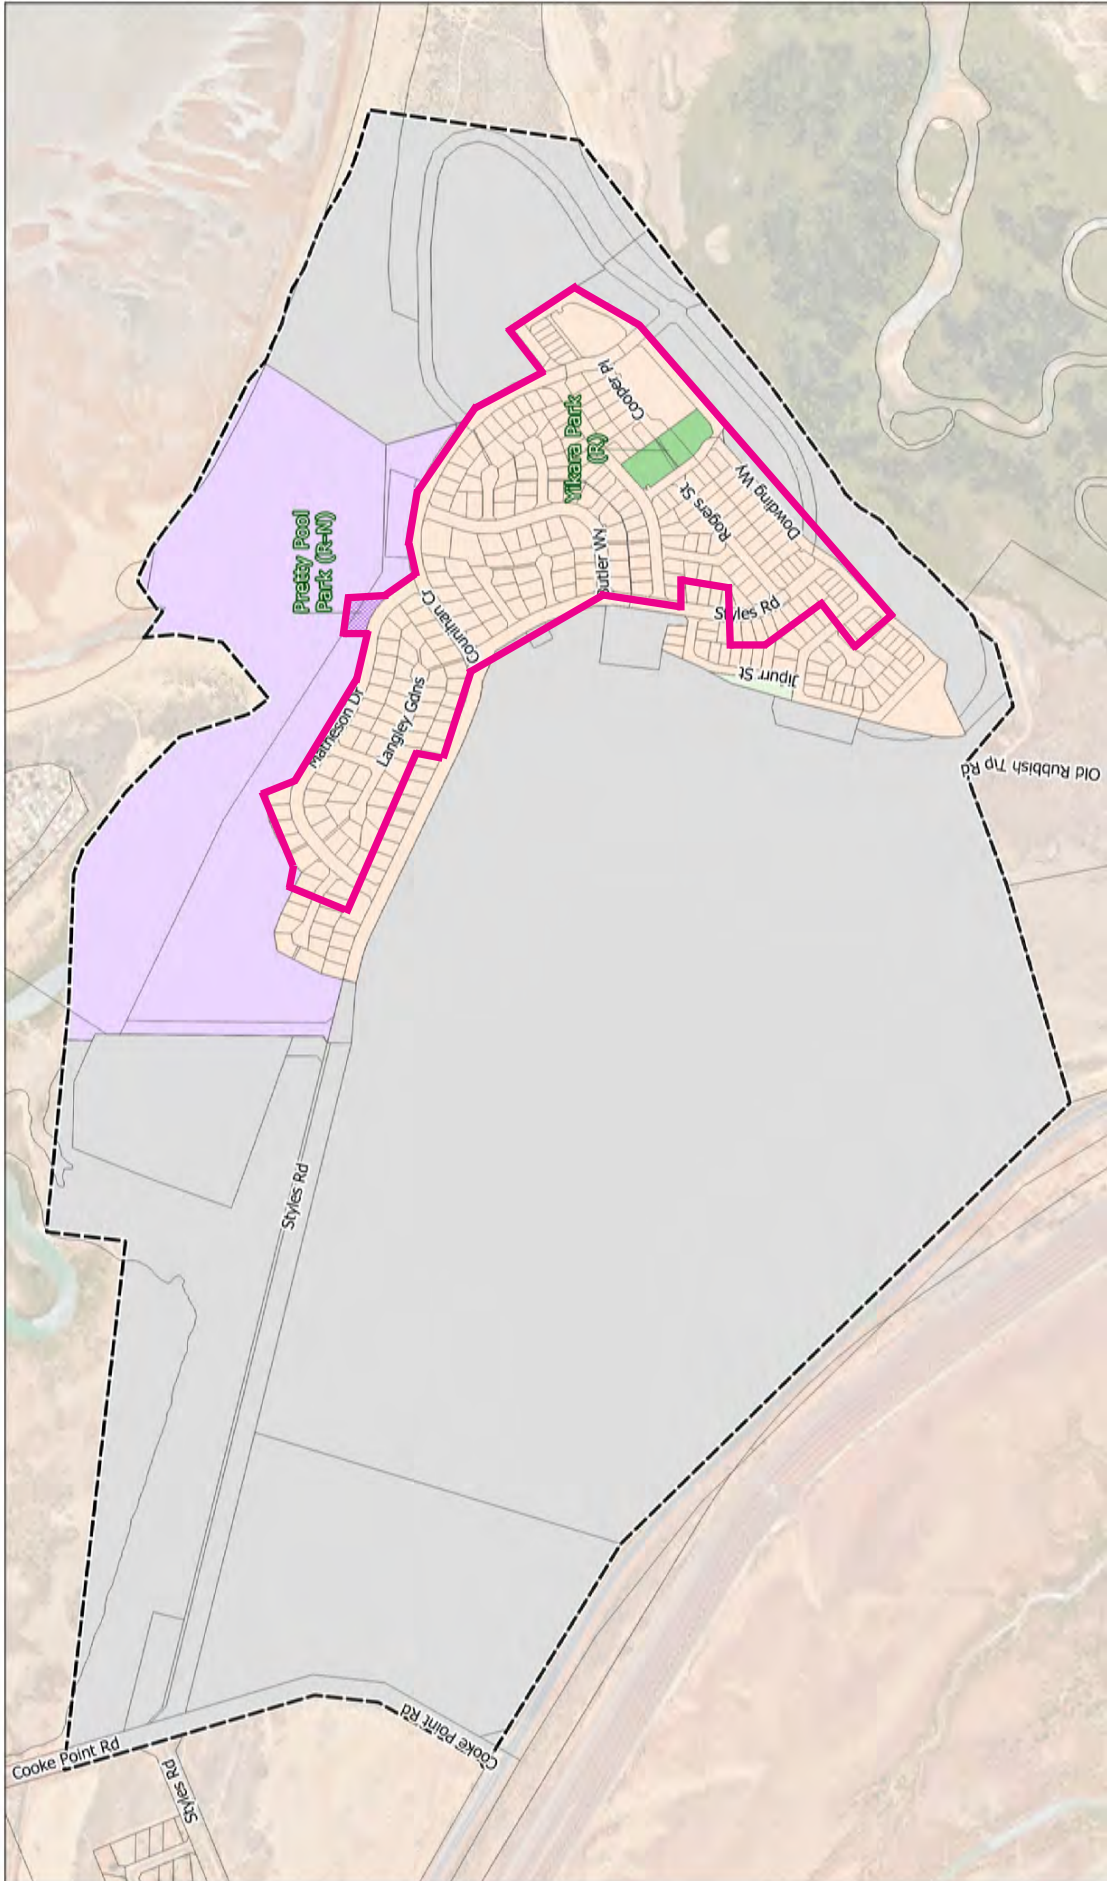 Cooper Pl
Yikara Park
(R)
Rogers St
Dowding Wy
Pretty Pool
Park (R-N)
Butler Wy
Counihan Cr
Styles Rd
Jipurr St
Matheson Dr
Langley Gdns
Old Rubbish Tip Rd
Styles Rd
Cooke Point Rd
Cooke Point Rd
Styles Rd